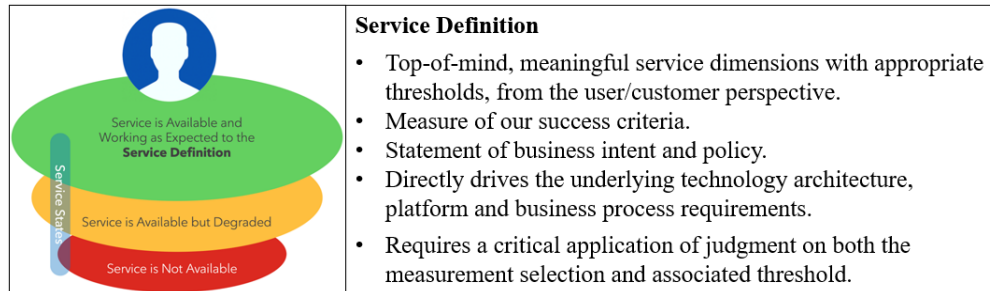 Service is Available and
Working as Expected to the
Service Definition
Service is Available but Degraded
Service is Not Available
Service States
Service Definition
• Top-of-mind, meaningful service dimensions with appropriate
thresholds, from the user/customer perspective.
• Measure of our success criteria.
• Statement of business intent and policy.
• Directly drives the underlying technology architecture,
platform and business process requirements.
• Requires a critical application of judgment on both the
measurement selection and associated threshold.